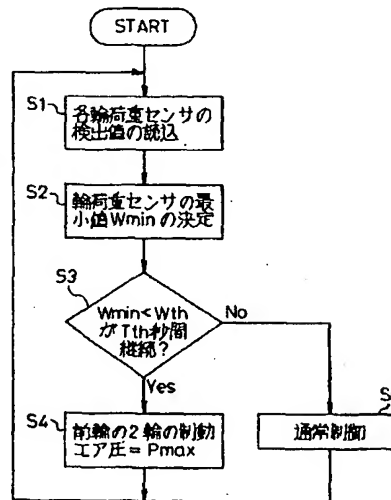 START
S1
各輪荷重センサの
検出値の読込
S2
輪荷重センサの最
小値Wminの決定
S3
Wmin<Wth
がTth秒間
継続?
No
Yes
S4
前輪の2輪の制動
エア圧=Pmax
S
通常制御